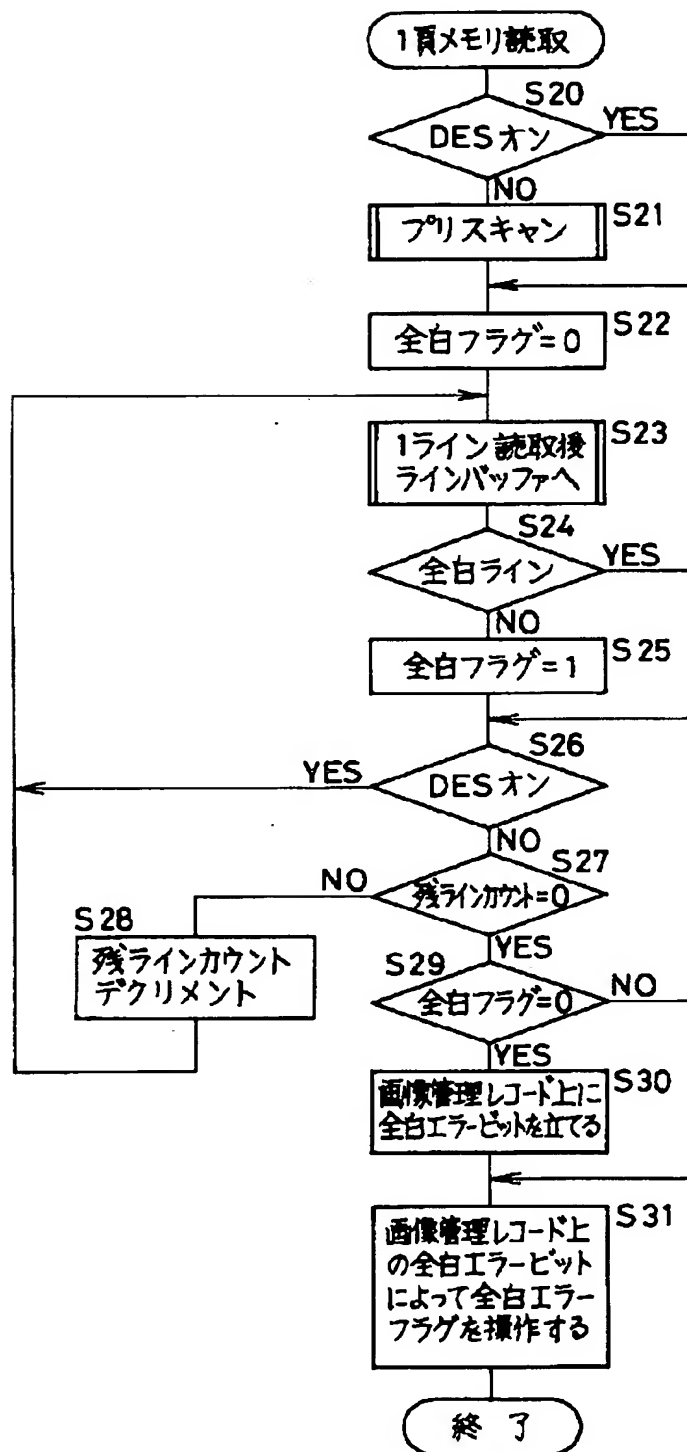 1頁メモリ読取
S20
DESオン
YES
NO
プリスキャン
S21
全白フラグ=0
S22
1ライン読取後
ラインバッファへ
S23
S24
全白ライン
YES
NO
全白フラグ=1
S25
S26
YES
DESオン
NO
S27
NO
残ラインカウント=0
S28
残ラインカウント
デクリメント
YES
S29
全白フラグ=0
NO
YES
画像管理レコード上に
全白エラービットを立てる
S30
画像管理レコード上
の全白エラービット
によって全白エラー
フラグを操作する
S31
終了